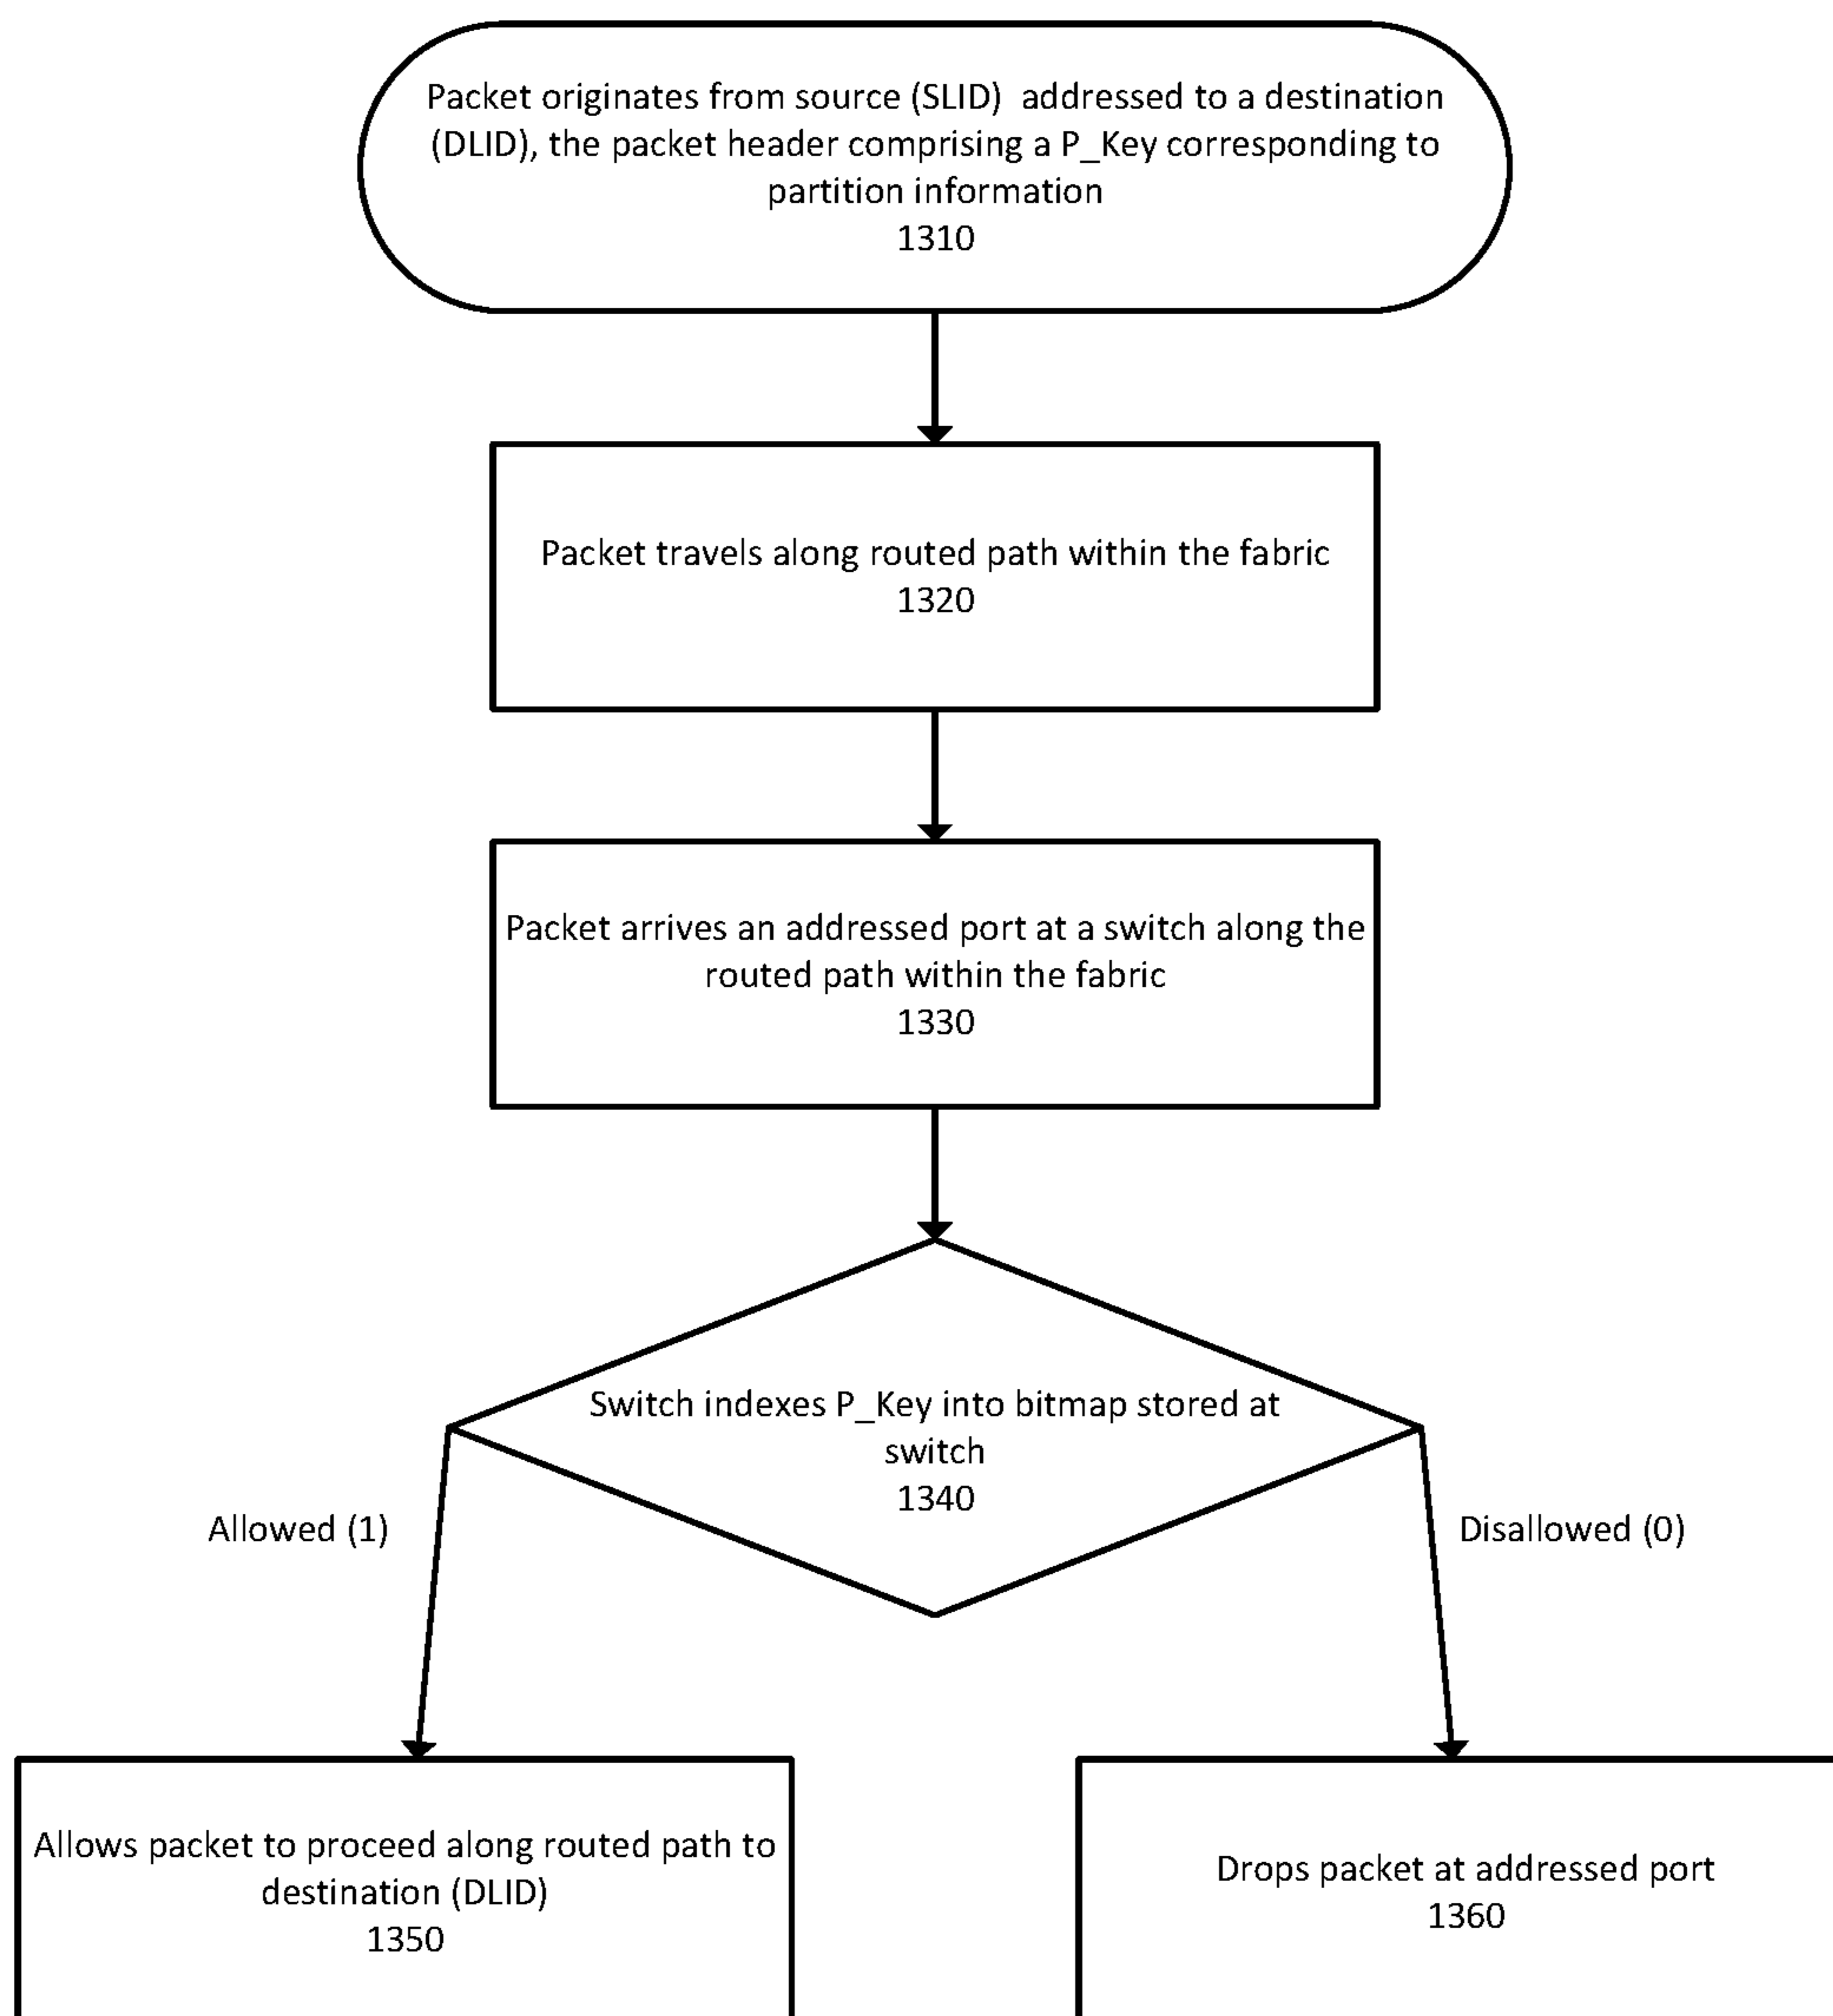 Packet originates from source (SLID)  addressed to a destination
(DLID), the packet header comprising a P_Key corresponding to
partition information
1310
Packet travels along routed path within the fabric
1320
Packet arrives an addressed port at a switch along the
routed path within the fabric
1330
Switch indexes P_Key into bitmap stored at
switch
1340
Allowed (1)
Disallowed (0)
Allows packet to proceed along routed path to
destination (DLID)
1350
Drops packet at addressed port
1360